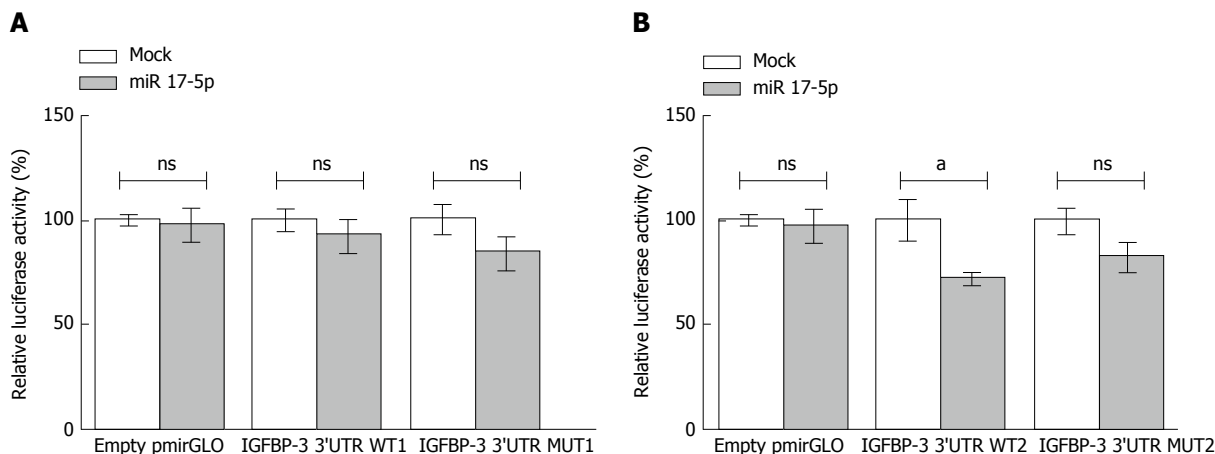 A
Mock
miR 17-5p
Relative luciferase activity (%)
150
100
50
0
ns
ns
ns
Empty pmirGLO
IGFBP-3 3'UTR WT1
IGFBP-3 3'UTR MUT1
B
Mock
miR 17-5p
Relative luciferase activity (%)
150
100
50
0
ns
a
ns
Empty pmirGLO
IGFBP-3 3'UTR WT2
IGFBP-3 3'UTR MUT2